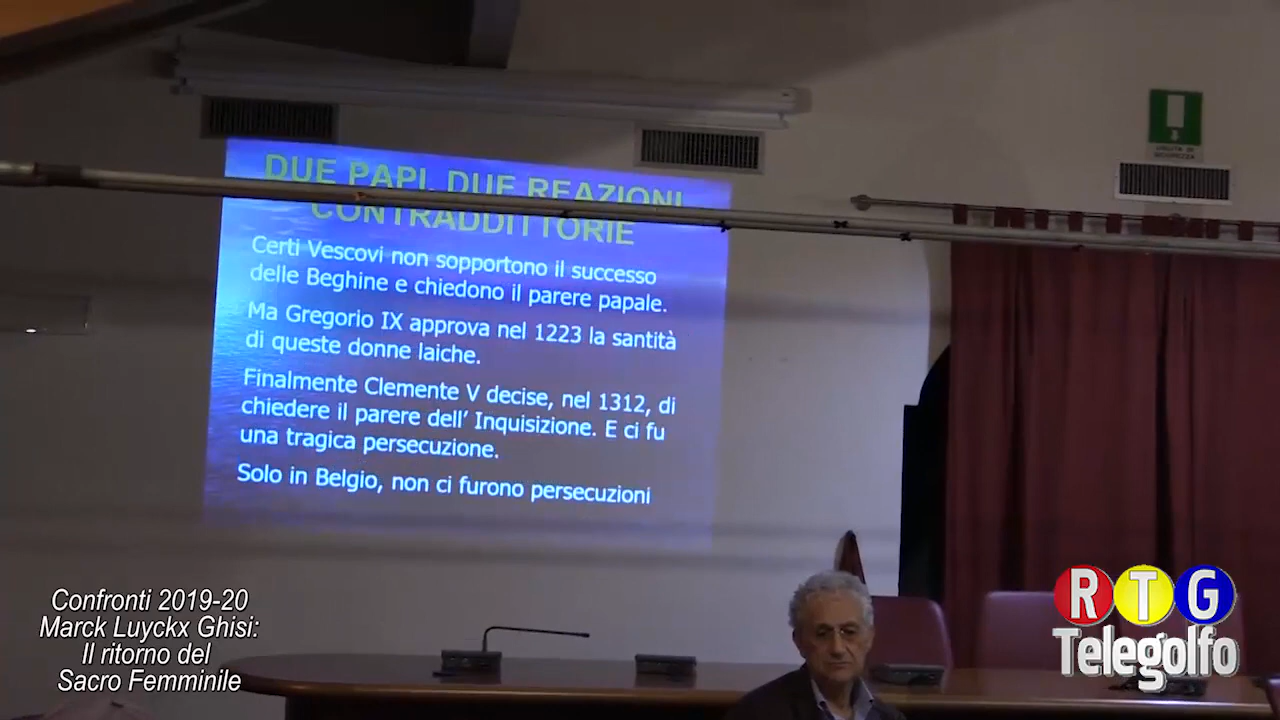 DUE PAPI, DUE REAZIONI
CONTRADDITTORIE
Certi Vescovi non sopportono il successo
delle Beghine e chiedono il parere papale.
Ma Gregorio IX approva nel 1223 la santità
di queste donne laiche.
Finalmente Clemente V decise, nel 1312, di
chiedere il parere dell' Inquisizione. E ci fu
una tragica persecuzione.
Solo in Belgio, non ci furono persecuzioni
USCITA DI
SICUREZZA
Confronti 2019-20
Marck Luyckx Ghisi:
Il ritorno del
Sacro Femminile
RTG
Telegolfo